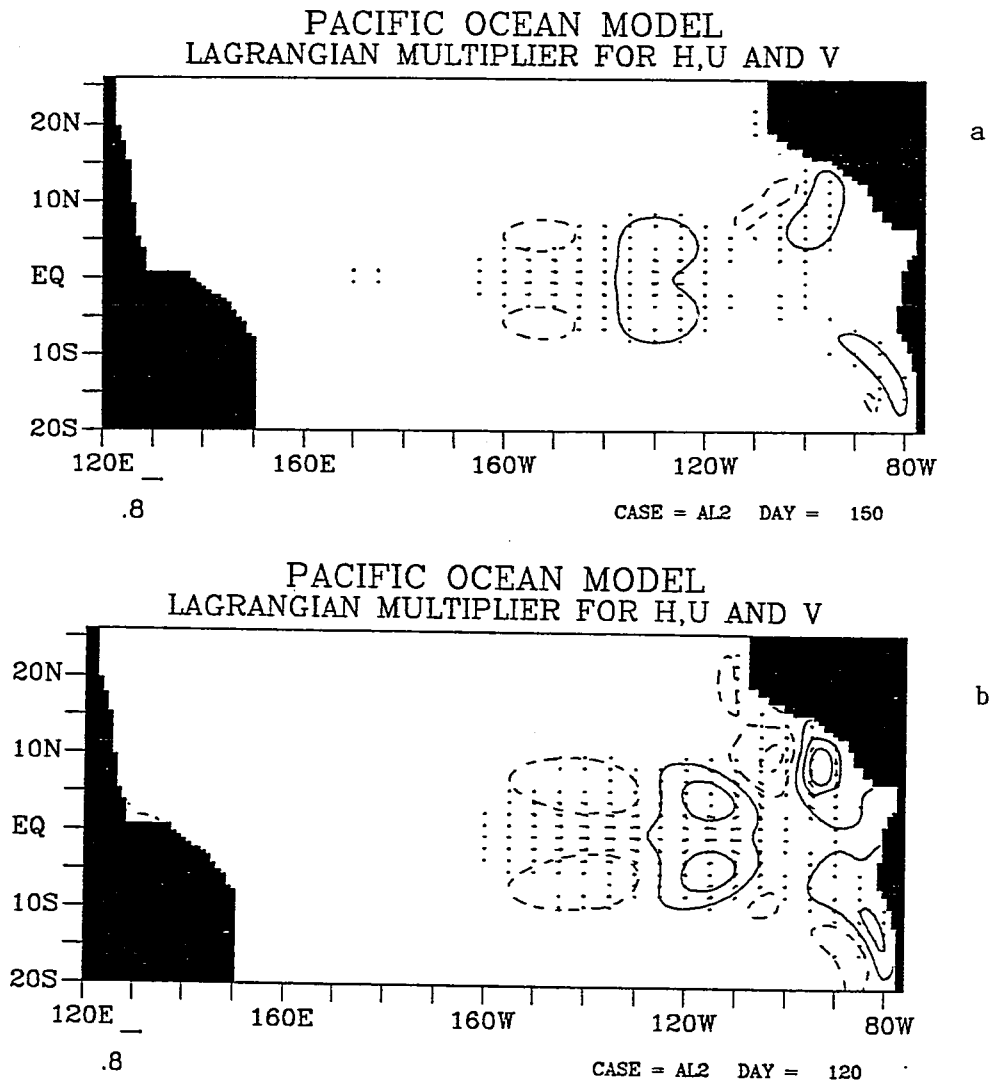 PACIFIC OCEAN MODEL
LAGRANGIAN MULTIPLIER FOR H,U AND V
a
20N
10N
EQ
10S
20S
120E 160E 160W 120W 80W
.8
CASE = AL2 DAY = 150
PACIFIC OCEAN MODEL
LAGRANGIAN MULTIPLIER FOR H,U AND V
b
20N
10N
EQ
10S
20S
120E 160E 160W 120W 80W
.8
CASE = AL2 DAY = 120